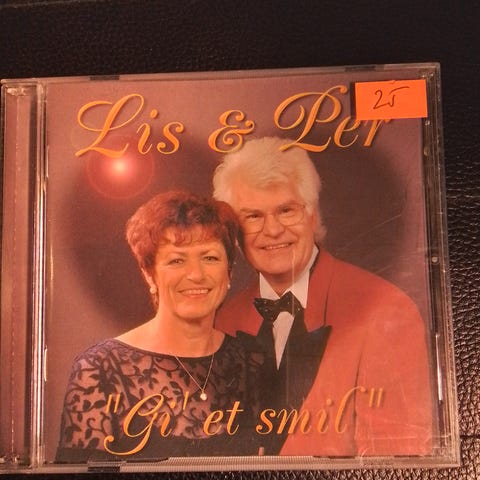 Lis & Per
25
"Gi' et smil"